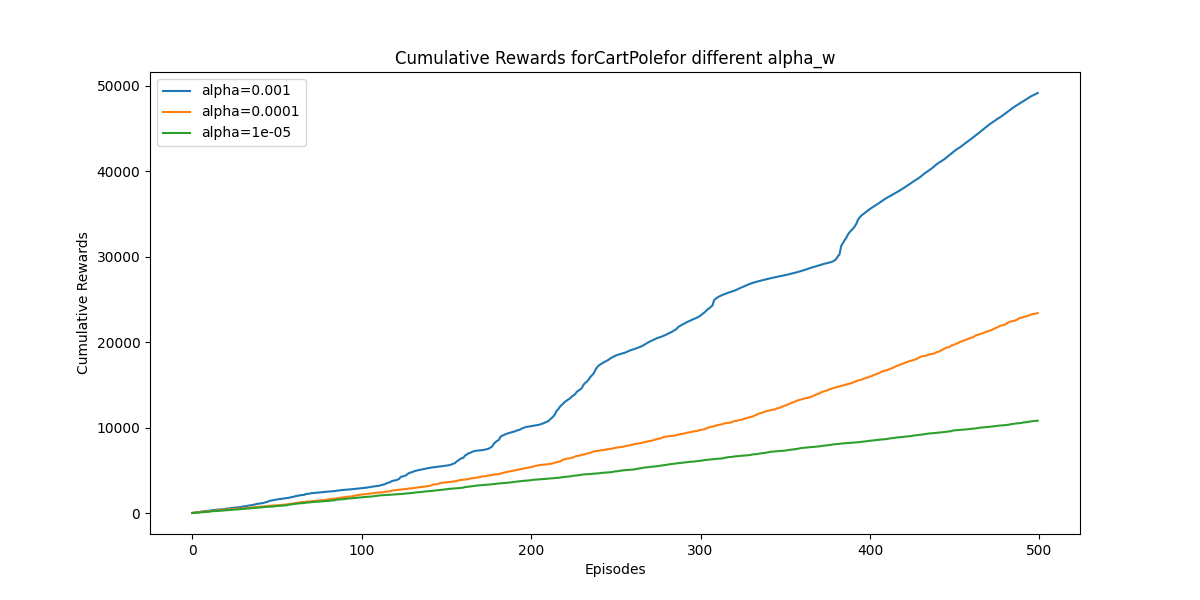 Cumulative Rewards forCartPolefor different alpha_w
alpha=0.001
alpha=0.0001
alpha=1e-05
Cumulative Rewards
50000
40000
30000
20000
10000
0
0 100 200 300 400 500
Episodes